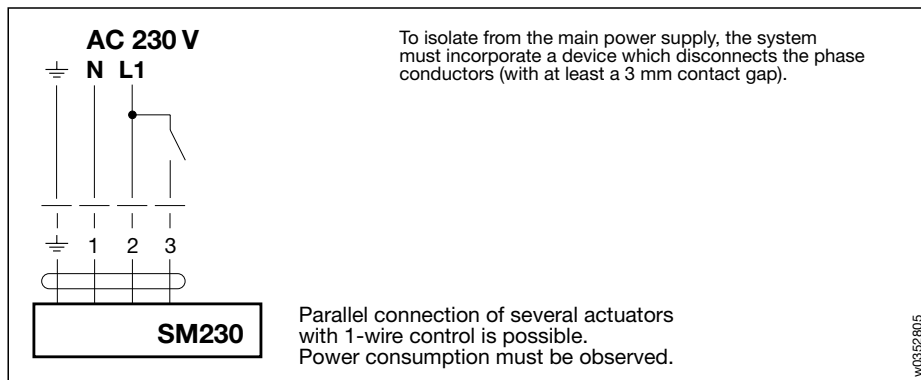 AC 230 V
N L1
To isolate from the main power supply, the system
must incorporate a device which disconnects the phase
conductors (with at least a 3 mm contact gap).
1 2 3
SM230
Parallel connection of several actuators
with 1-wire control is possible.
Power consumption must be observed.
w0352805